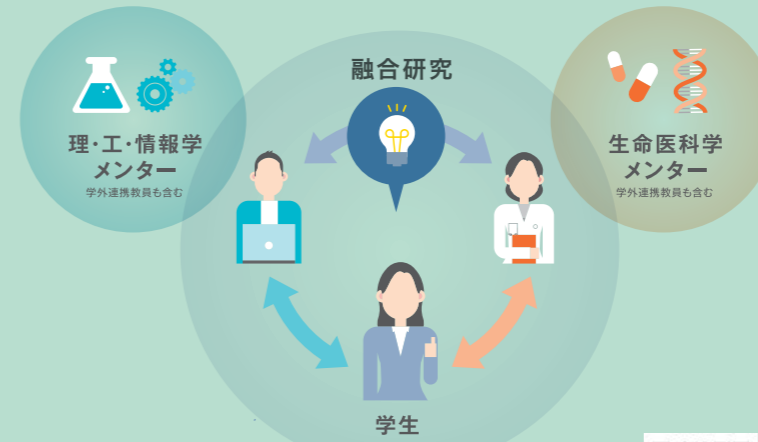 融合研究
理・工・情報学
メンター
学外連携教員も含む
生命医科学
メンター
学外連携教員も含む
学生